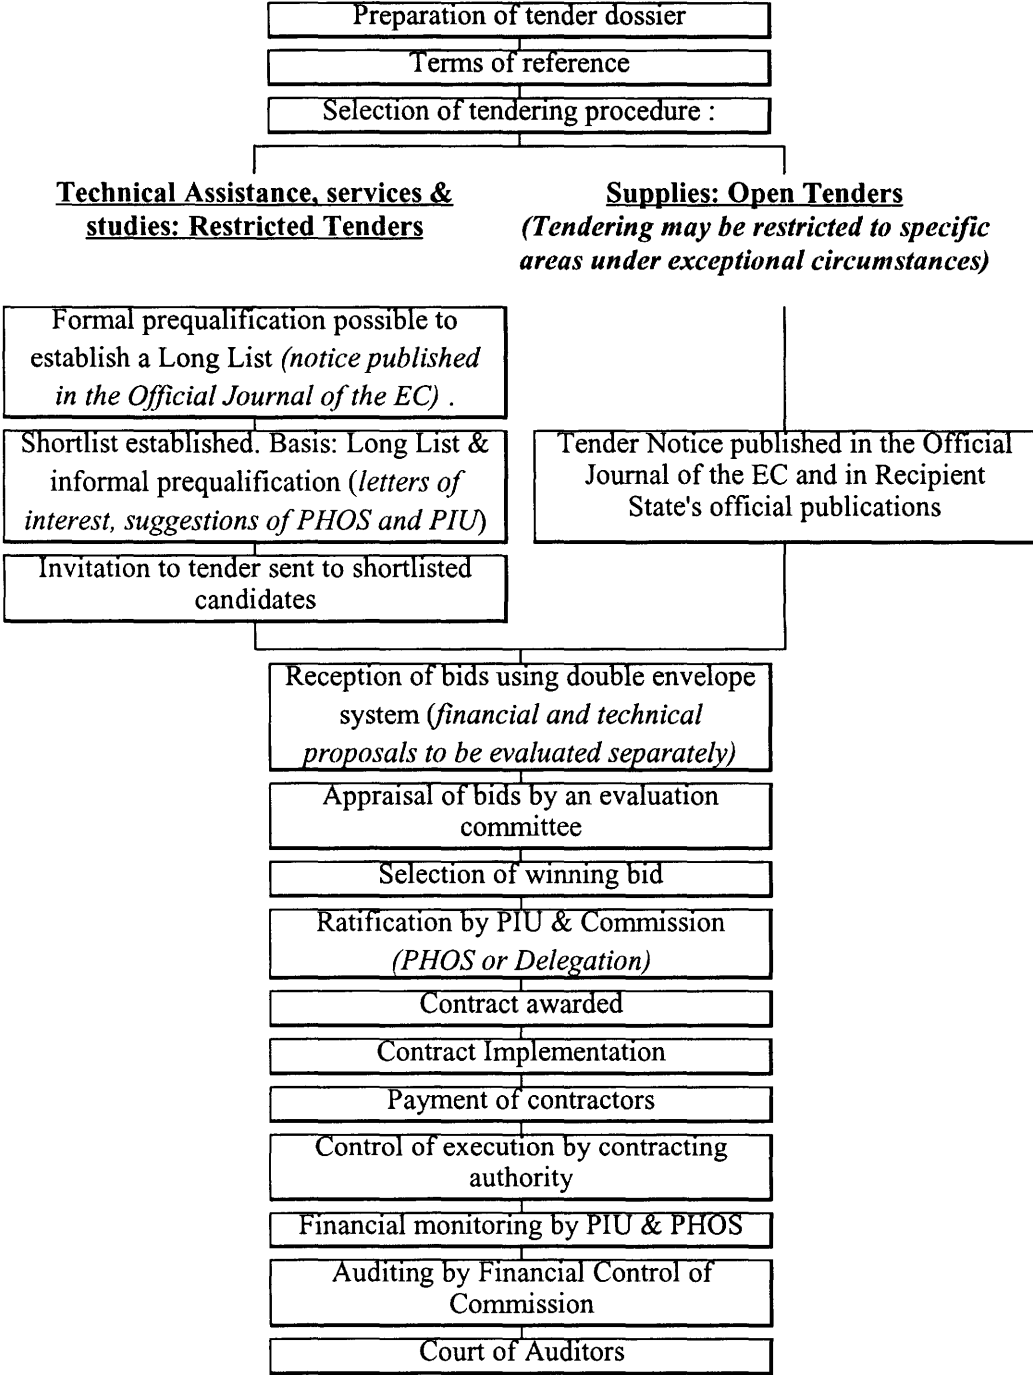 Preparation of tender dossier
Terms of reference
Selection of tendering procedure :
Technical Assistance, services &
studies: Restricted Tenders
Supplies: Open Tenders
(Tendering may be restricted to specific
areas under exceptional circumstances)
Formal prequalification possible to
establish a Long List (notice published
in the Official Journal of the EC) .
Shortlist established. Basis: Long List &
informal prequalification (letters of
interest, suggestions of PHOS and PIU)
Invitation to tender sent to shortlisted
candidates
Tender Notice published in the Official
Journal of the EC and in Recipient
State's official publications
Reception of bids using double envelope
system (financial and technical
proposals to be evaluated separately)
Appraisal of bids by an evaluation
committee
Selection of winning bid
Ratification by PIU & Commission
(PHOS or Delegation)
Contract awarded
Contract Implementation
Payment of contractors
Control of execution by contracting
authority
Financial monitoring by PIU & PHOS
Auditing by Financial Control of
Commission
Court of Auditors